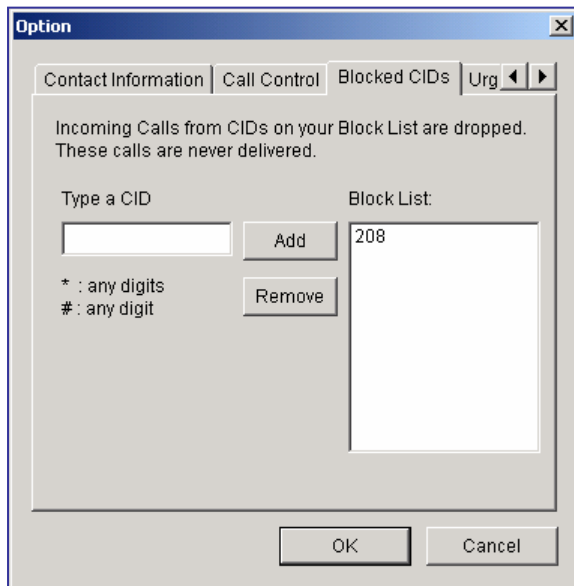 Option
Contact Information Call Control Blocked CIDs Urg
Incoming Calls from CIDs on your Block List are dropped.
These calls are never delivered.
Type a CID
Block List:
Add
208
* : any digits
# : any digit
Remove
OK
Cancel